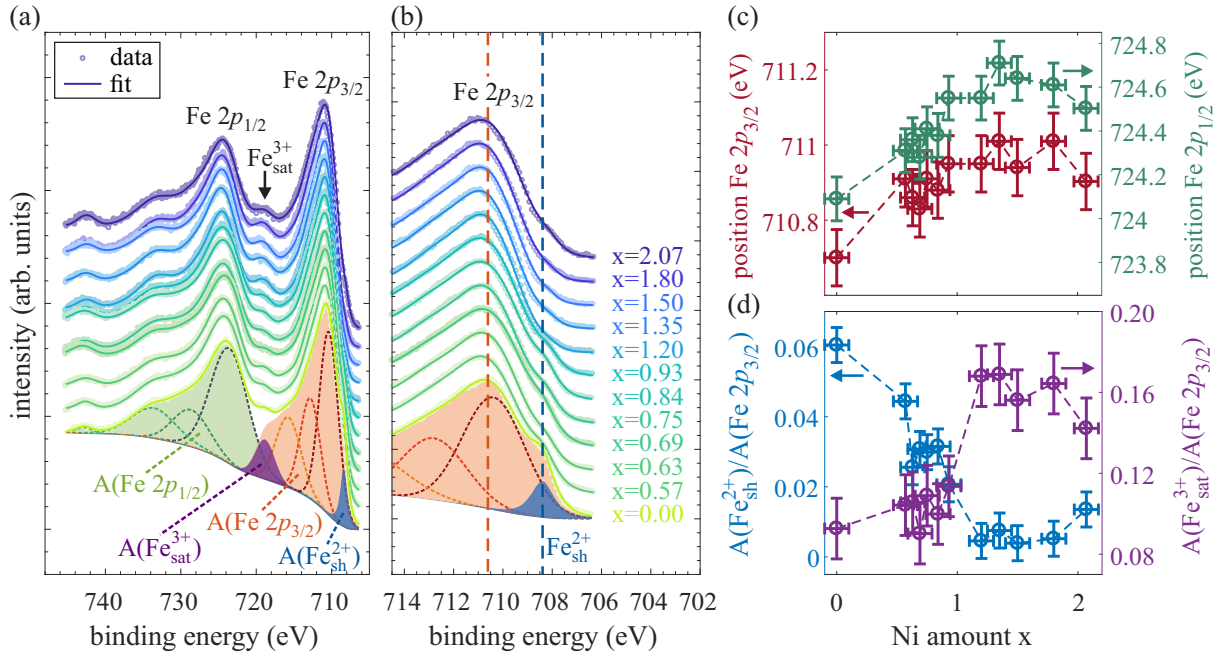 (a)
data
fit
Fe 2p3/2
Fe 2p1/2
Fe3+sat
A(Fe 2p1/2)
A(Fe3+sat)
A(Fe 2p3/2)
A(Fe2+sh)
intensity (arb. units)
740 730 720 710
binding energy (eV)
(b)
Fe 2p3/2
x=2.07
x=1.80
x=1.50
x=1.35
x=1.20
x=0.93
x=0.84
x=0.75
x=0.69
x=0.63
x=0.57
x=0.00
Fe2+sh
714 712 710 708 706 704 702
binding energy (eV)
(c)
position Fe 2p3/2 (eV)
711.2
711
710.8
724.8
724.6
724.4
724.2
724
723.8
position Fe 2p1/2 (eV)
(d)
A(Fe2+sh)/A(Fe 2p3/2)
0.06
0.04
0.02
0
0.20
0.16
0.12
0.08
A(Fe3+sat)/A(Fe 2p3/2)
0 1 2
Ni amount x